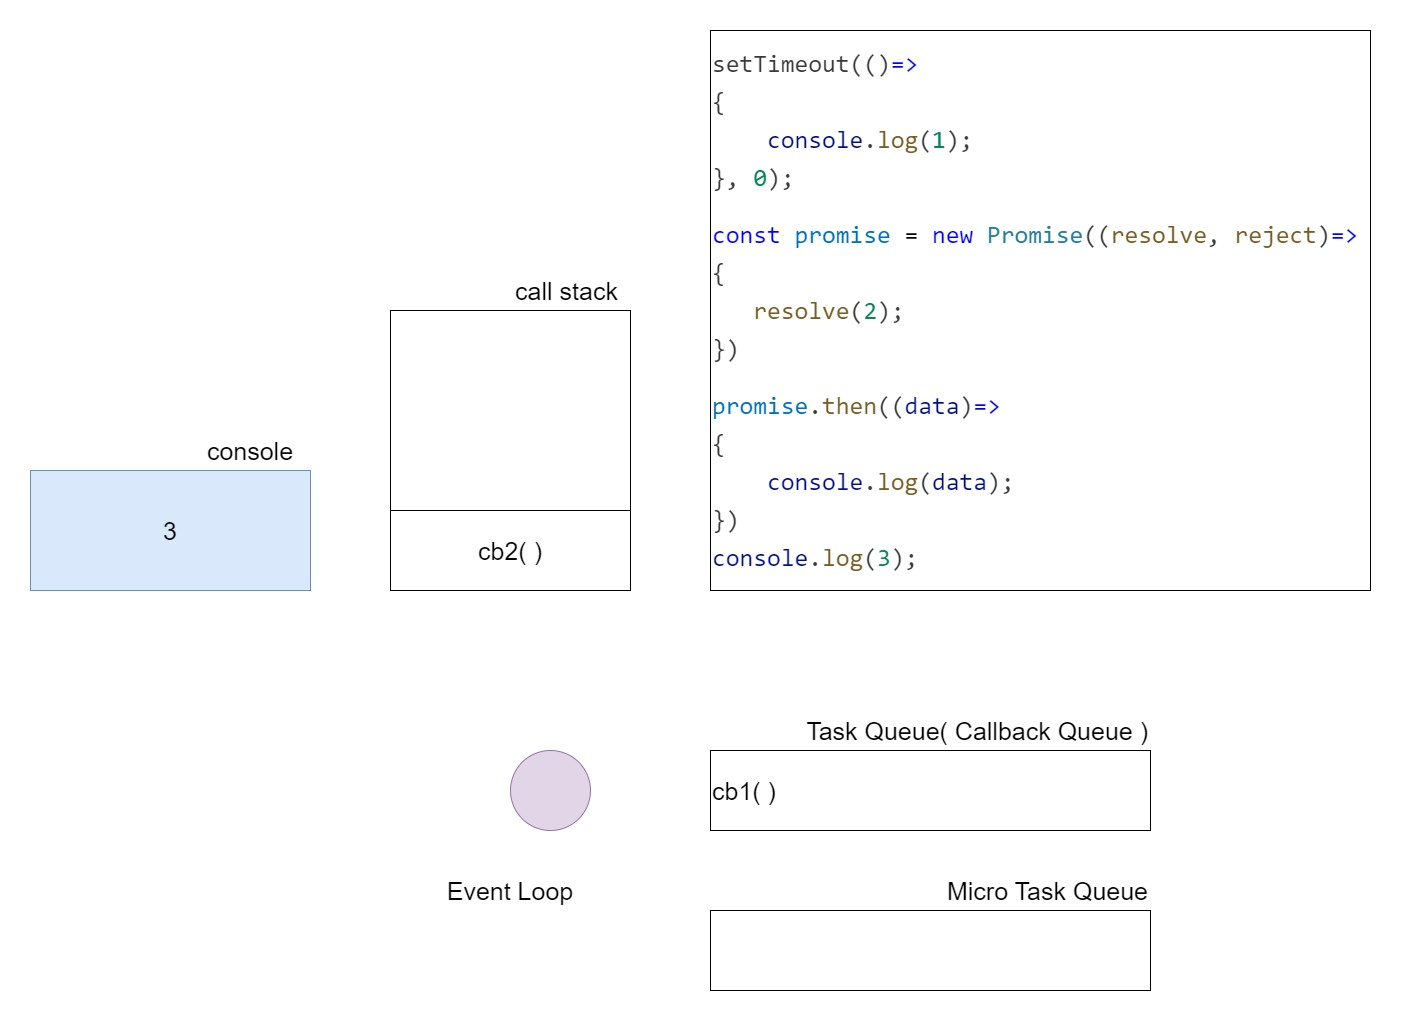 setTimeout(()=>
{
    console.log(1);
}, 0);
const promise = new Promise((resolve, reject)=>
{
   resolve(2);
})
promise.then((data)=>
{
    console.log(data);
})
console.log(3);
call stack
cb2( )
console
3
Task Queue( Callback Queue )
cb1( )
Event Loop
Micro Task Queue